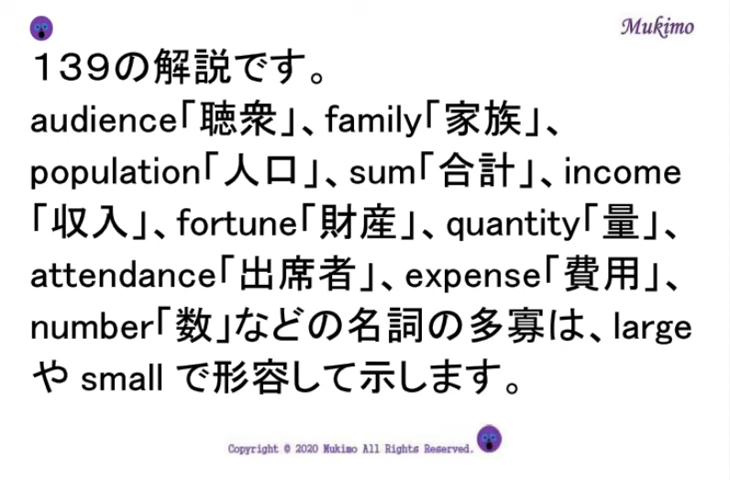 Mukimo
139の解説です。
audience「聴衆」、family「家族」、
population「人口」、sum「合計」、income
「収入」、fortune「財産」、quantity「量」、
attendance「出席者」、expense「費用」、
number「数」などの名詞の多寡は、large
や small で形容して示します。
Copyright © 2020 Mukimo All Rights Reserved.